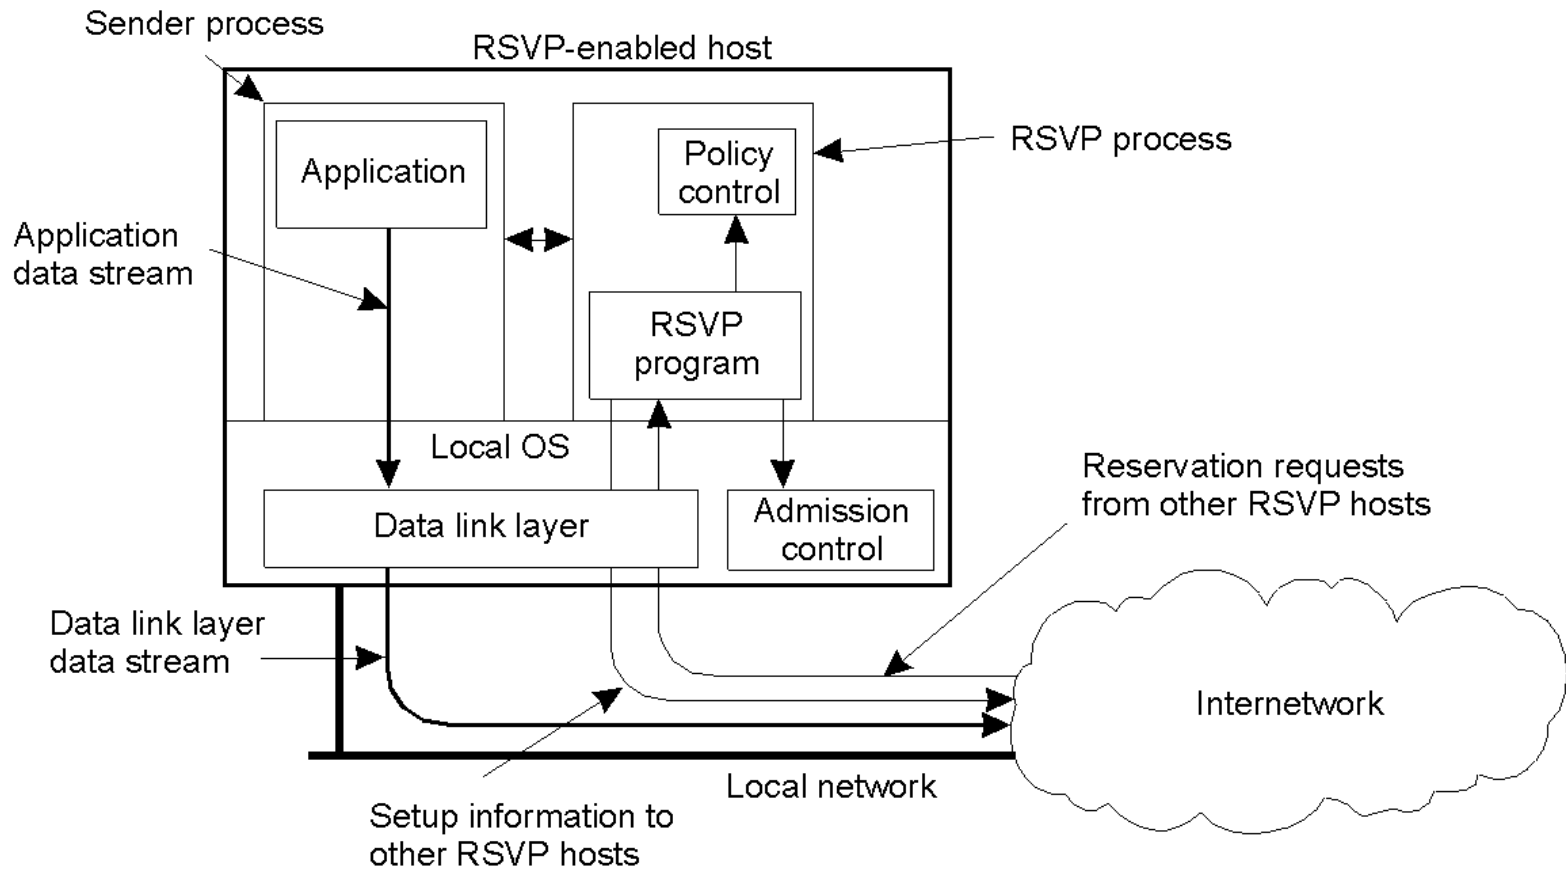 Sender process
RSVP-enabled host
RSVP process
Application
Policy
control
Application
data stream
RSVP
program
Local OS
Data link layer
Admission
control
Reservation requests
from other RSVP hosts
Data link layer
data stream
Internetwork
Local network
Setup information to
other RSVP hosts